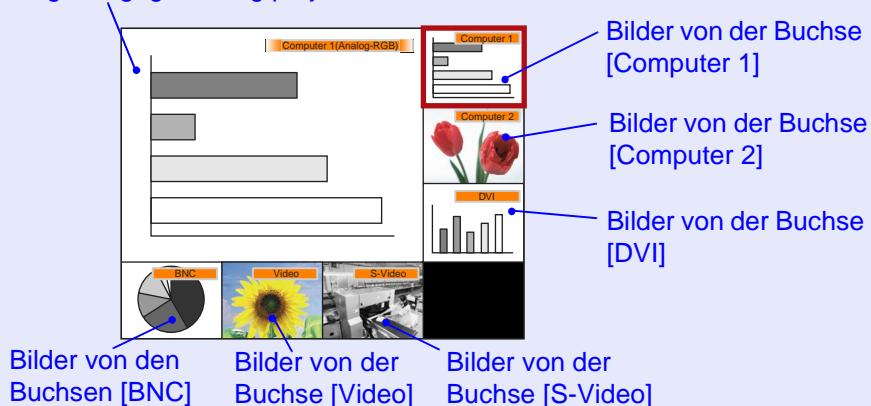 Computer 1(Analog-RGB)
Computer 1
Bilder von der Buchse
[Computer 1]
Computer 2
Bilder von der Buchse
[Computer 2]
DVI
Bilder von der Buchse
[DVI]
BNC
Video
S-Video
Bilder von den
Buchsen [BNC]
Bilder von der
Buchse [Video]
Bilder von der
Buchse [S-Video]